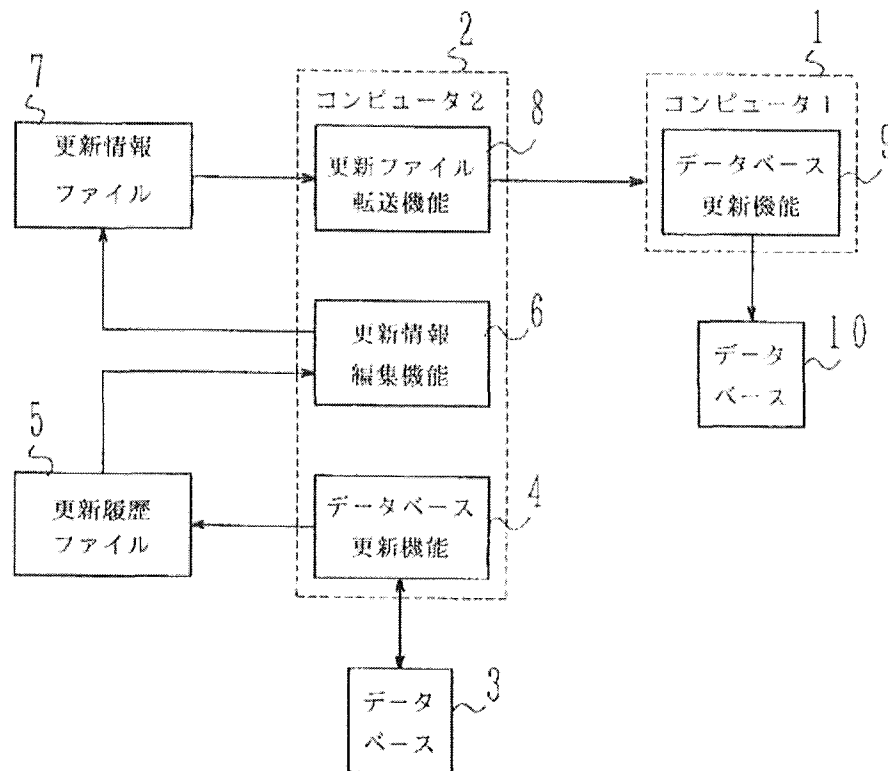 2
1
7
コンピュータ2
コンピュータ1
8
9
更新情報
ファイル
更新ファイル
転送機能
データベース
更新機能
6
更新情報
編集機能
10
データ
ベース
5
更新履歴
ファイル
4
データベース
更新機能
3
データ
ベース